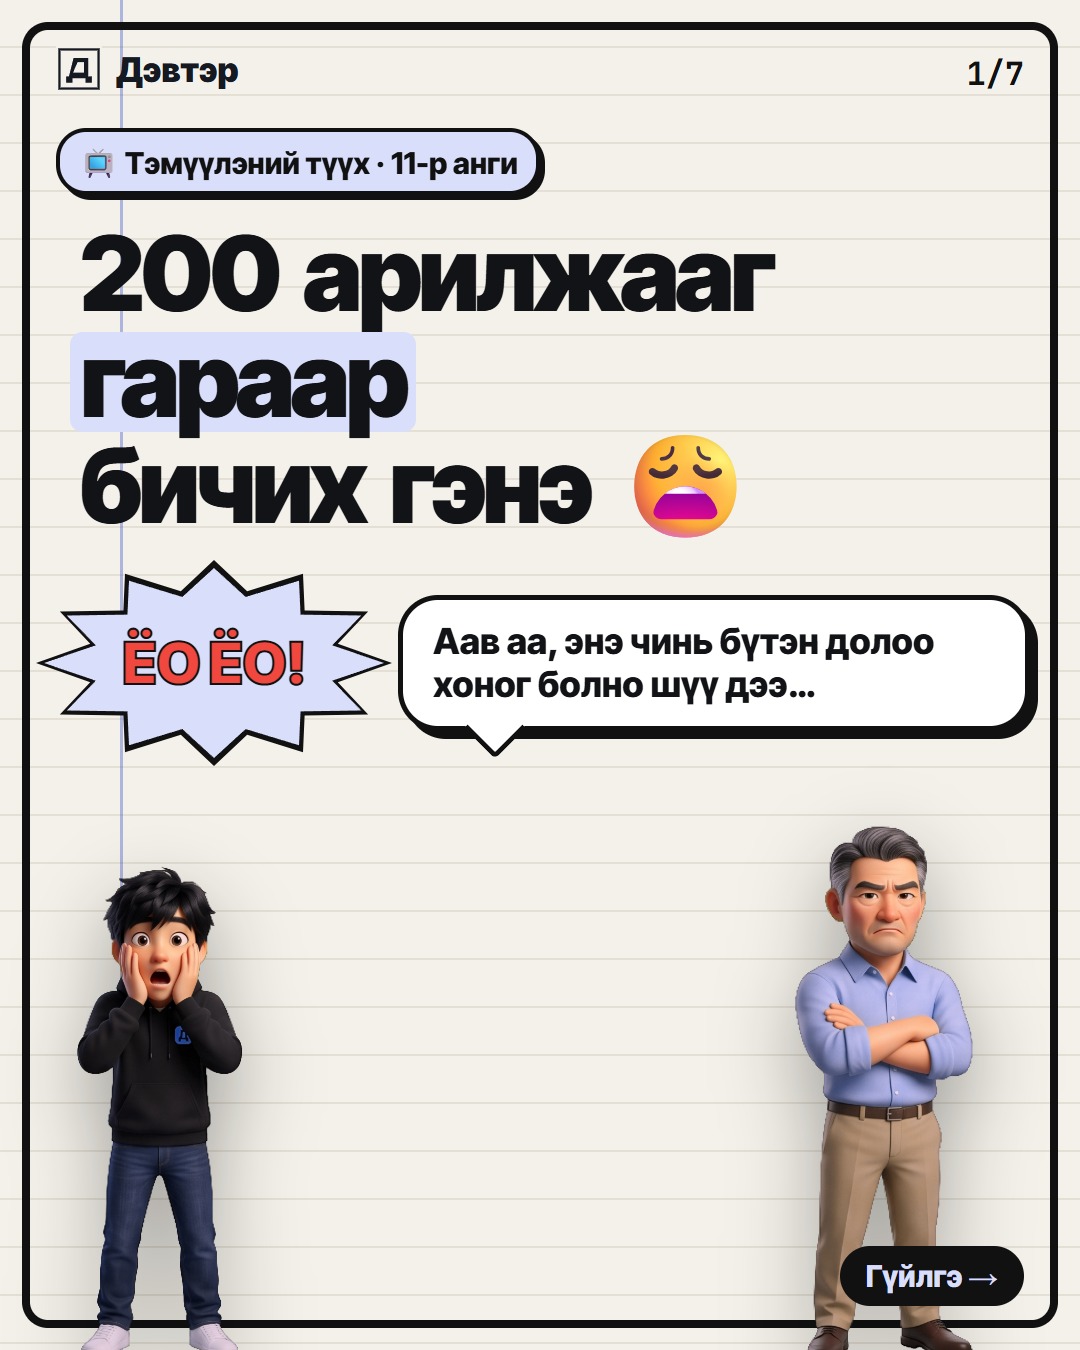 Д Дэвтэр
1/7
Тэмүүлэний түүх · 11-р анги
200 арилжааг
гараар
бичих гэнэ
ЁО ЁО!
Аав аа, энэ чинь бүтэн долоо
хоног болно шүү дээ...
Д
Гүйлгэ →